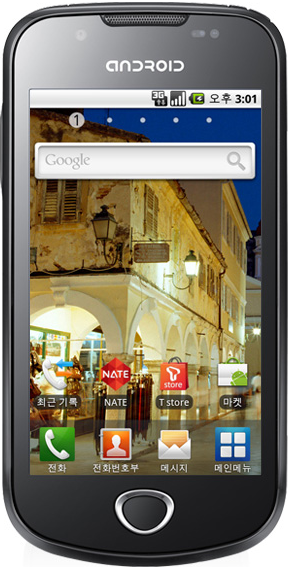 ANDROID
3G 오후 3:01
1
Google
최근 기록 NATE T store 마켓
전화 전화번호부 메시지 메인메뉴
NATE
T store